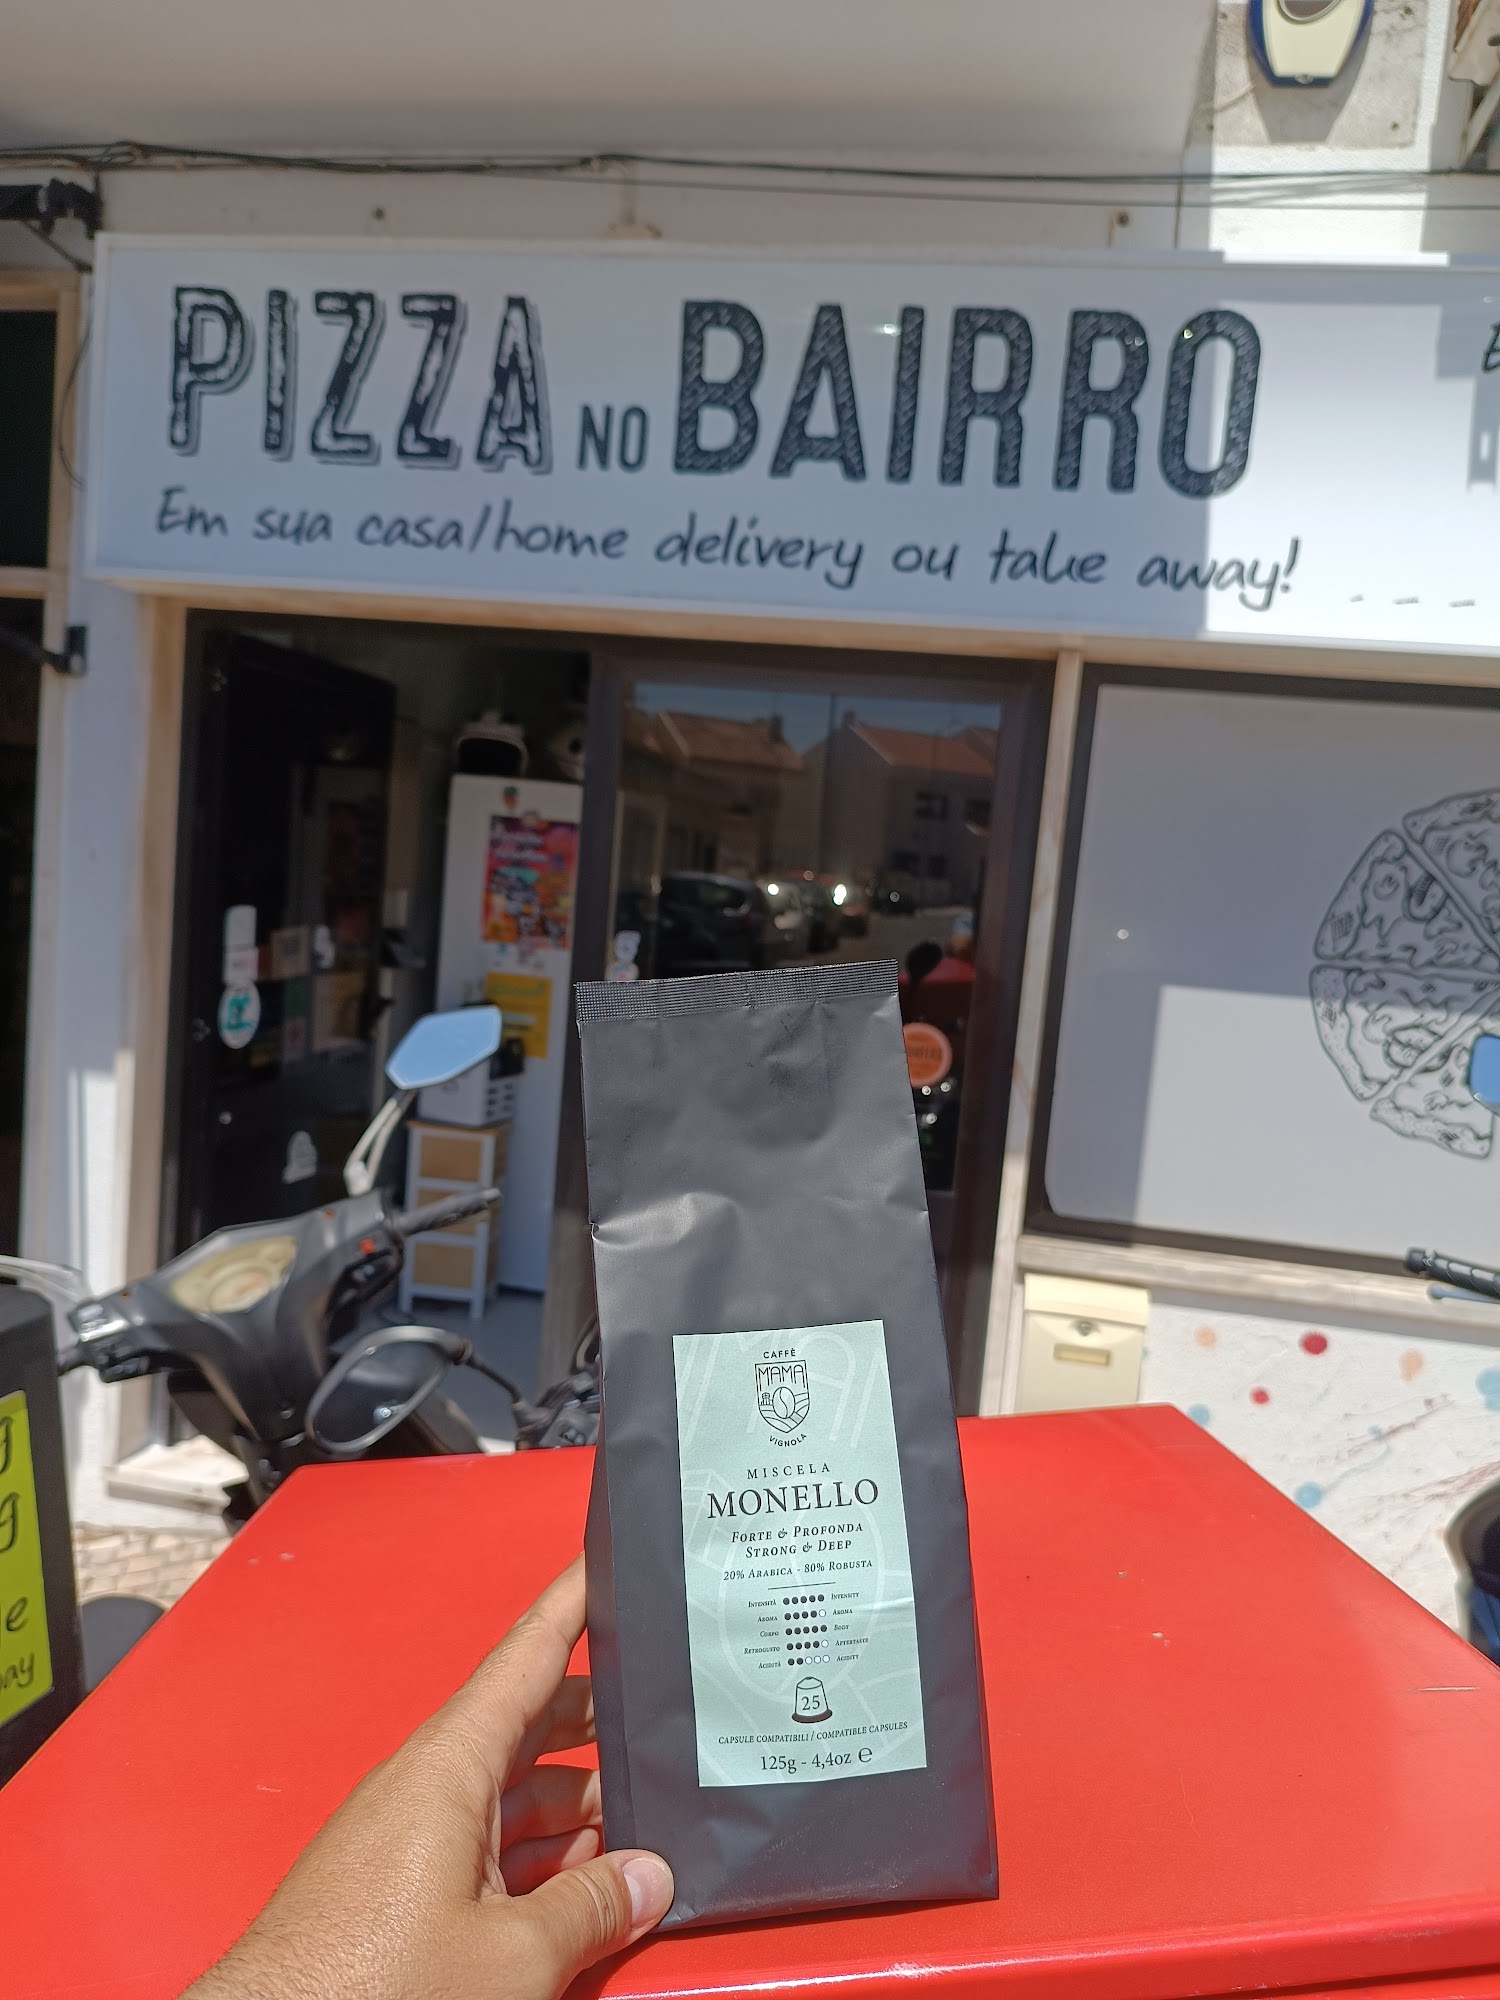 PIZZA NO BAIRRO
Em sua casa/home delivery ou take away!
CAFFÈ
M'AMA
VIGNOLA
MISCELA
MONELLO
FORTE & PROFONDA
STRONG & DEEP
20% ARABICA - 80% ROBUSTA
INTENSITÀ INTENSITY
AROMA AROMA
CORPO BODY
RETROGUSTO AFTERTASTE
ACIDITÀ ACIDITY
25
CAPSULE COMPATIBILI / COMPATIBLE CAPSULES
125g - 4,4oz ℮